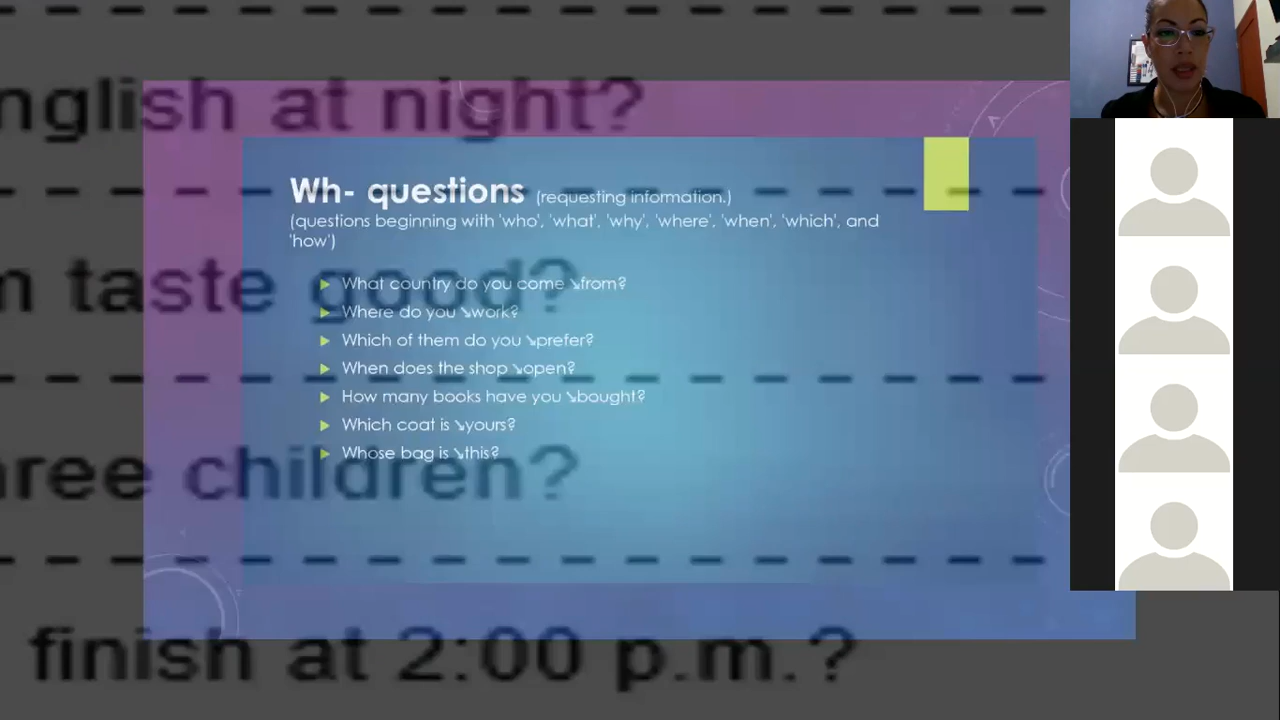 nglish at night?
Wh- questions (requesting information.)
(questions beginning with 'who', 'what', 'why', 'where', 'when', 'which', and
'how')
What country do you come ↘from?
m taste good?
Where do you ↘work?
Which of them do you ↘prefer?
When does the shop ↘open?
How many books have you ↘bought?
Which coat is ↘yours?
Whose bag is ↘this?
hree children?
finish at 2:00 p.m.?